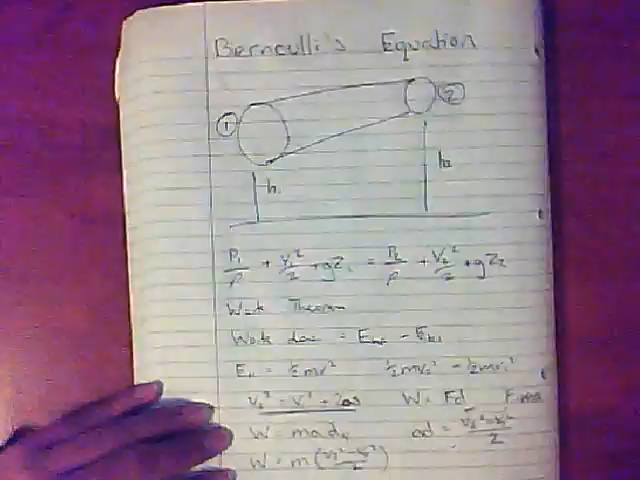 Bernoulli's Equation
① ②
h₁ h₂
P₁/ρ + V₁²/2 + gZ₁ = P₂/ρ + V₂²/2 + gZ₂
Work Theorem
Work done = Eₖ₂ - Eₖ₁
Eₖ = ½mv² ½mv₂² - ½mv₁²
V₂² = V₁² + 2as W = Fd F = ma
W = mad ad = (V₂² - V₁²)/2
W = m((V₂² - V₁²)/2)